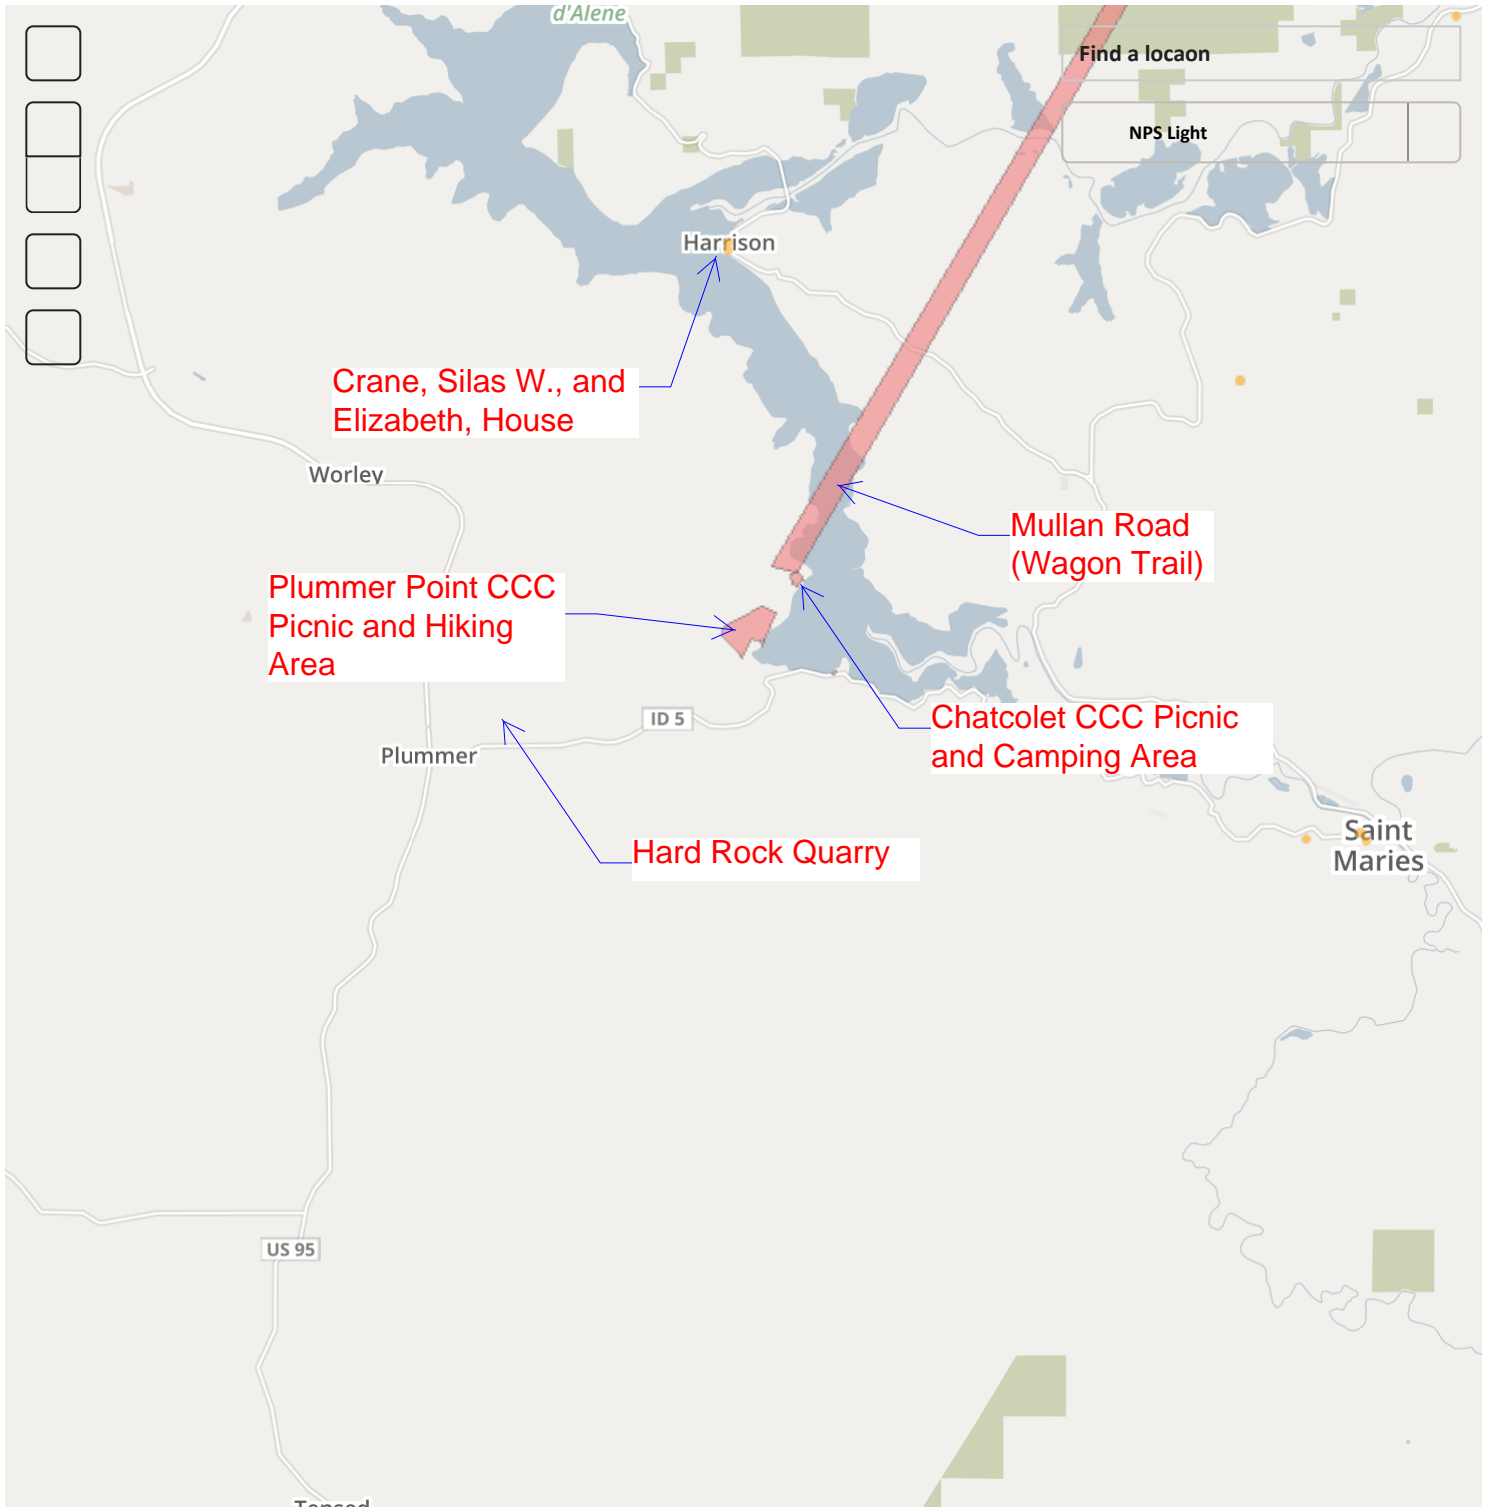 d'Alene
Find a locaon
NPS Light
Harrison
Crane, Silas W., and
Elizabeth, House
Worley
Mullan Road
(Wagon Trail)
Plummer Point CCC
Picnic and Hiking
Area
ID 5
Chatcolet CCC Picnic
and Camping Area
Plummer
Hard Rock Quarry
Saint
Maries
US 95
Tensed